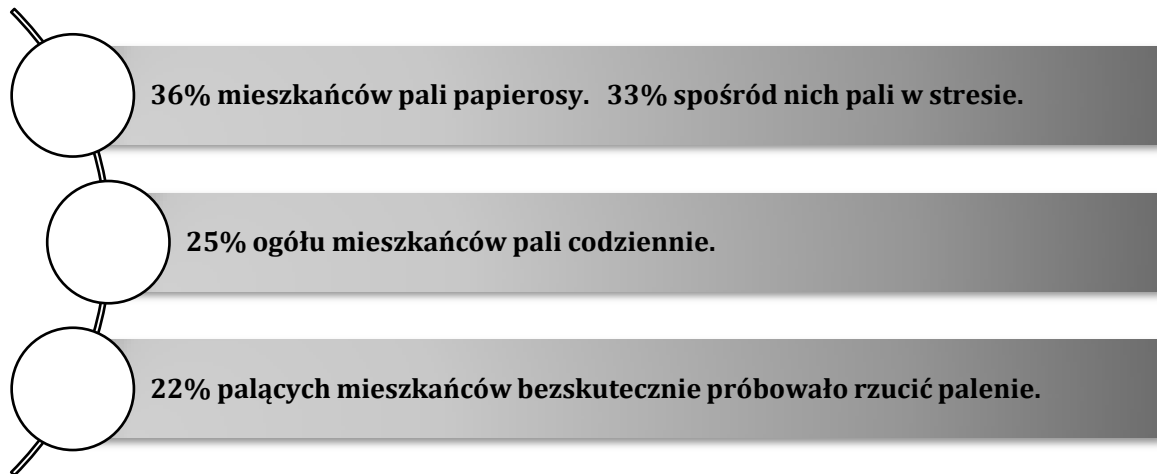 36% mieszkańców pali papierosy. 33% spośród nich pali w stresie.
25% ogółu mieszkańców pali codziennie.
22% palących mieszkańców bezskutecznie próbowało rzucić palenie.